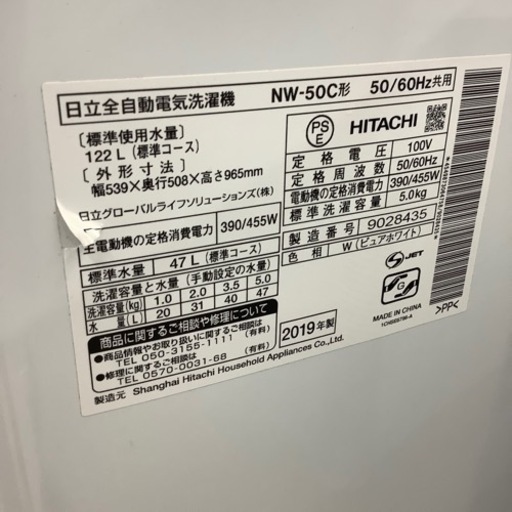 日立全自動電気洗濯機 NW-50C形 50/60Hz共用
〔標準使用水量〕
122 L (標準コース)
〔外形寸法〕
幅539×奥行508×高さ965mm
日立グローバルライフソリューションズ(株)
主電動機の定格消費電力 390/455W
標準水量 47 L (標準コース)
洗濯容量と水量 (手動設定の水量)
洗濯容量(kg) 1.0 2.0 3.5 5.0
水量(L) 20 31 40 47
商品に関するご相談や修理について
●商品情報やお取り扱いに関するご相談
TEL 050-3155-1111 (有料)
●修理に関するご相談
TEL 0570-0031-68 (有料)
2019年製
製造元 Shanghai Hitachi Household Appliances Co.,Ltd.
PS
E
HITACHI
定格電圧 100V
定格周波数 50/60Hz
電動機の定格消費電力 390/455W
標準洗濯容量 5.0kg
製造番号 9028435
色相 W (ピュアホワイト)
S-JET
G
MADE IN CHINA
>PP<